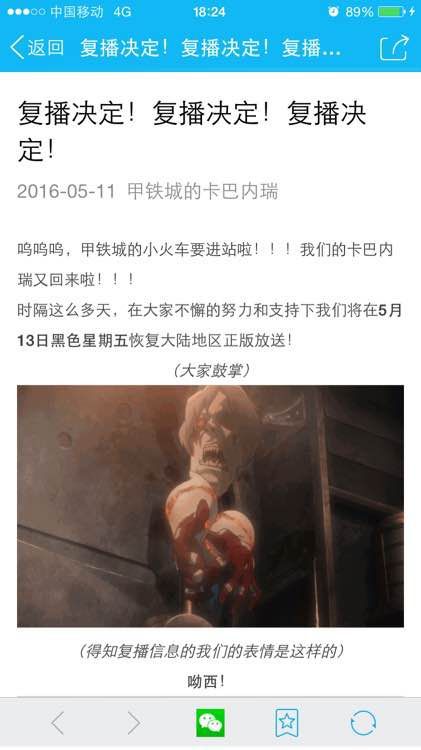 中国移动 4G 18:24 89%
返回 复播决定！复播决定！复播...
复播决定！复播决定！复播决
定！
2016-05-11 甲铁城的卡巴内瑞
呜呜呜，甲铁城的小火车要进站啦！！！我们的卡巴内
瑞又回来啦！！！
时隔这么多天，在大家不懈的努力和支持下我们将在5月
13日黑色星期五恢复大陆地区正版放送！
（大家鼓掌）
（得知复播信息的我们的表情是这样的）
呦西！